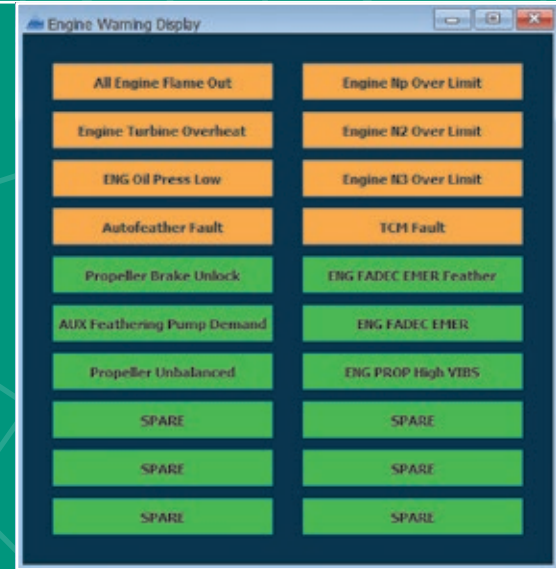 Engine Warning Display
All Engine Flame Out
Engine Np Over Limit
Engine Turbine Overheat
Engine N2 Over Limit
ENG Oil Press Low
Engine N3 Over Limit
Autofeather Fault
TCM Fault
Propeller Brake Unlock
ENG FADEC EMER Feather
AUX Feathering Pump Demand
ENG FADEC EMER
Propeller Unbalanced
ENG PROP High VIBS
SPARE
SPARE
SPARE
SPARE
SPARE
SPARE